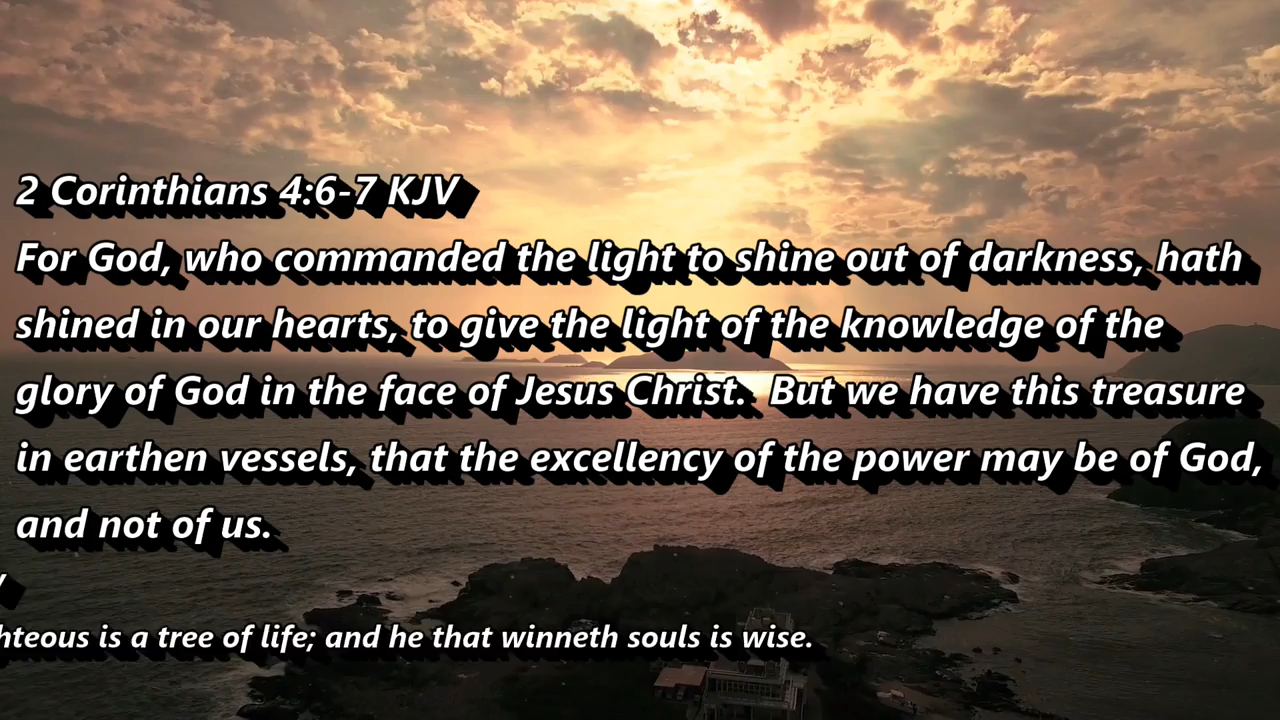 2 Corinthians 4:6-7 KJV
For God, who commanded the light to shine out of darkness, hath
shined in our hearts, to give the light of the knowledge of the
glory of God in the face of Jesus Christ.  But we have this treasure
in earthen vessels, that the excellency of the power may be of God,
and not of us.
is a tree of life; and he that winneth souls is wise.